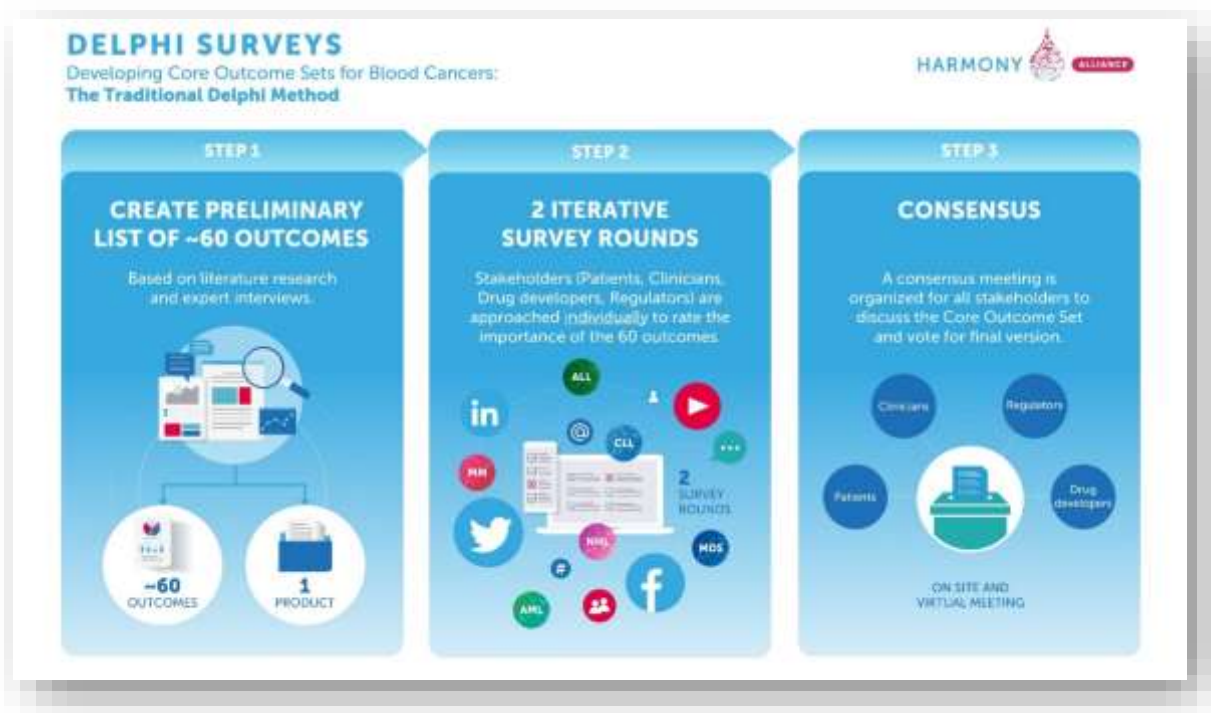 DELPHI SURVEYS
Developing Core Outcome Sets for Blood Cancers:
The Traditional Delphi Method
HARMONY ALLIANCE
STEP 1
CREATE PRELIMINARY
LIST OF ~60 OUTCOMES
Based on literature research
and expert interviews.
~60
OUTCOMES
1
PRODUCT
STEP 2
2 ITERATIVE
SURVEY ROUNDS
Stakeholders (Patients, Clinicians,
Drug developers, Regulators) are
approached individually to rate the
importance of the 60 outcomes
ALL
in
@
CLL
MM
2
SURVEY
ROUNDS
NHL
MDS
#
f
AML
STEP 3
CONSENSUS
A consensus meeting is
organized for all stakeholders to
discuss the Core Outcome Set
and vote for final version.
Clinicians
Regulators
Patients
Drug
developers
ON SITE AND
VIRTUAL MEETING